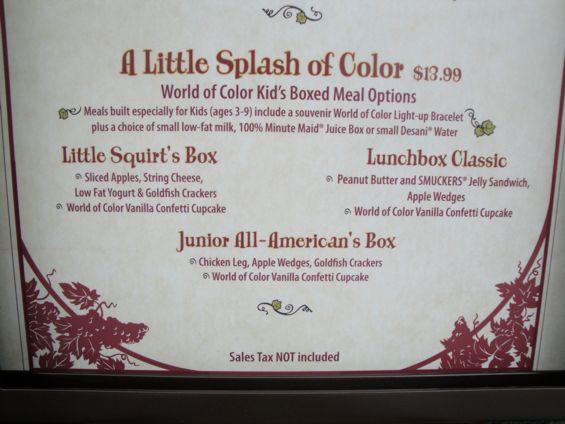 A Little Splash of Color $13.99
World of Color Kid's Boxed Meal Options
Meals built especially for Kids (ages 3-9) include a souvenir World of Color Light-up Bracelet
plus a choice of small low-fat milk, 100% Minute Maid® Juice Box or small Desani® Water
Little Squirt's Box
Sliced Apples, String Cheese,
Low Fat Yogurt & Goldfish Crackers
World of Color Vanilla Confetti Cupcake
Lunchbox Classic
Peanut Butter and SMUCKERS® Jelly Sandwich,
Apple Wedges
World of Color Vanilla Confetti Cupcake
Junior All-American's Box
Chicken Leg, Apple Wedges, Goldfish Crackers
World of Color Vanilla Confetti Cupcake
Sales Tax NOT included